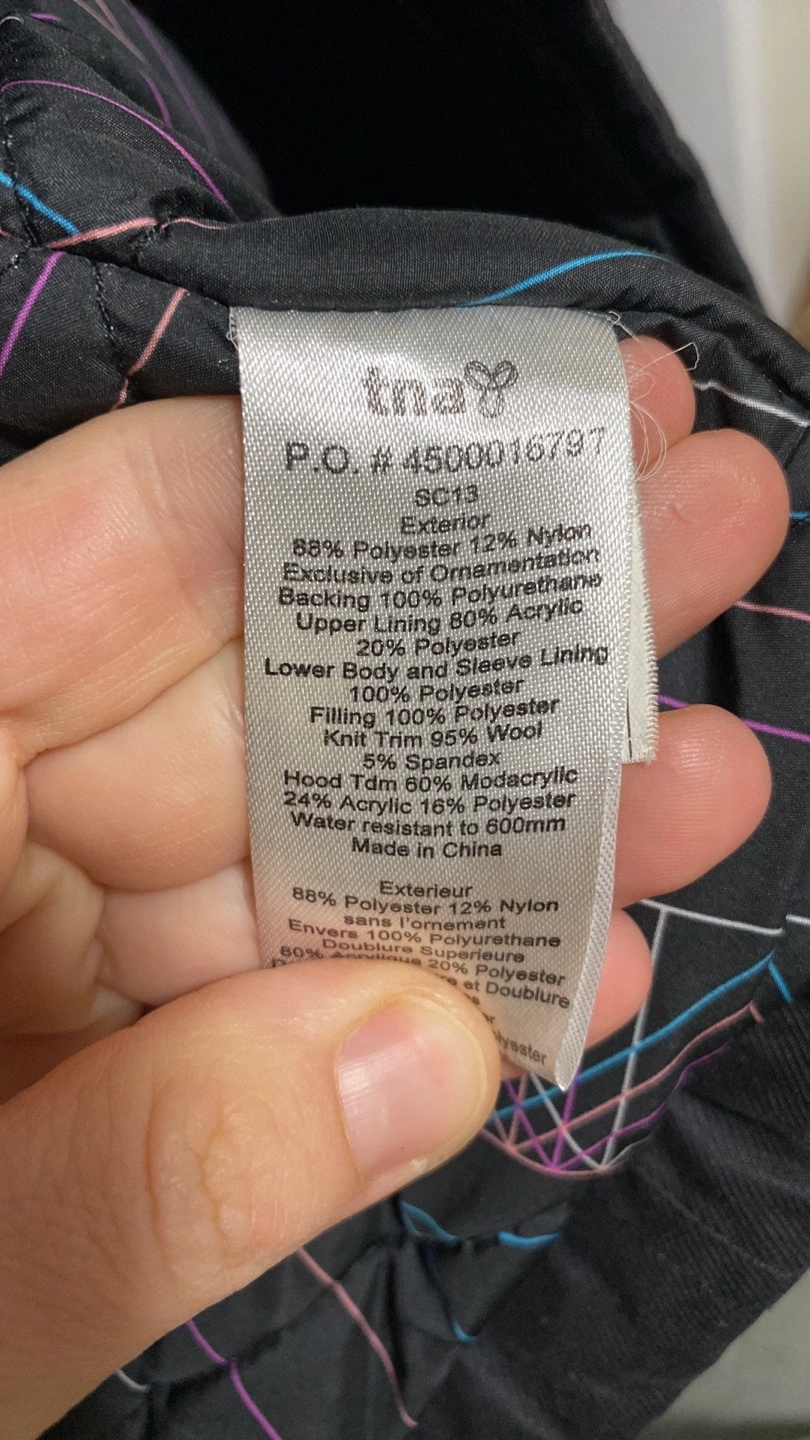 tna
P.O. # 4500016797
SC13
Exterior
88% Polyester 12% Nylon
Exclusive of Ornamentation
Backing 100% Polyurethane
Upper Lining 80% Acrylic
20% Polyester
Lower Body and Sleeve Lining
100% Polyester
Filling 100% Polyester
Knit Trim 95% Wool
5% Spandex
Hood Tdm 60% Modacrylic
24% Acrylic 16% Polyester
Water resistant to 600mm
Made in China
Exterieur
88% Polyester 12% Nylon
sans l'ornement
Envers 100% Polyurethane
Doublure Superieure
80% Acrylique 20% Polyester
et Doublure